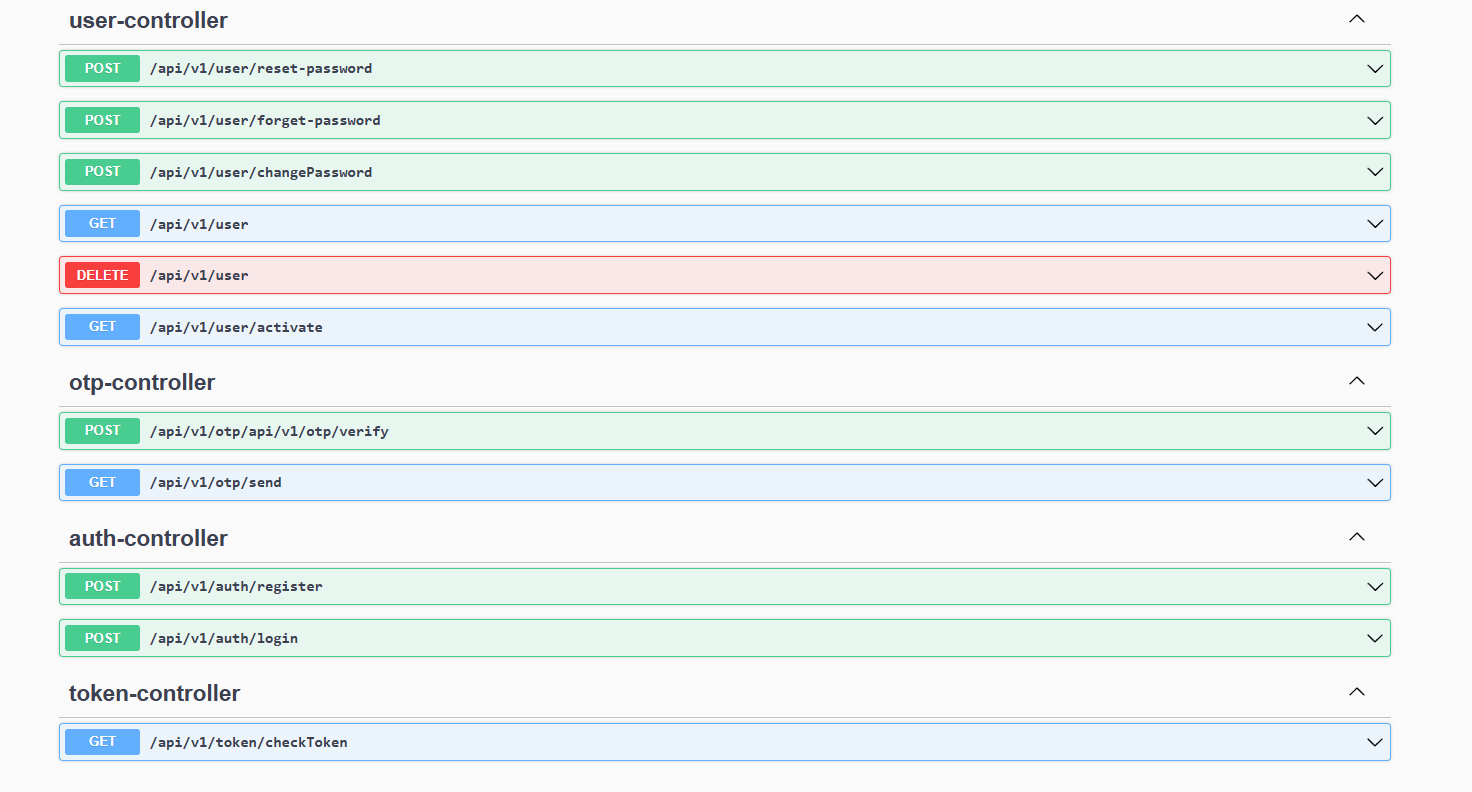 user-controller
POST /api/v1/user/reset-password
POST /api/v1/user/forget-password
POST /api/v1/user/changePassword
GET /api/v1/user
DELETE /api/v1/user
GET /api/v1/user/activate
otp-controller
POST /api/v1/otp/api/v1/otp/verify
GET /api/v1/otp/send
auth-controller
POST /api/v1/auth/register
POST /api/v1/auth/login
token-controller
GET /api/v1/token/checkToken